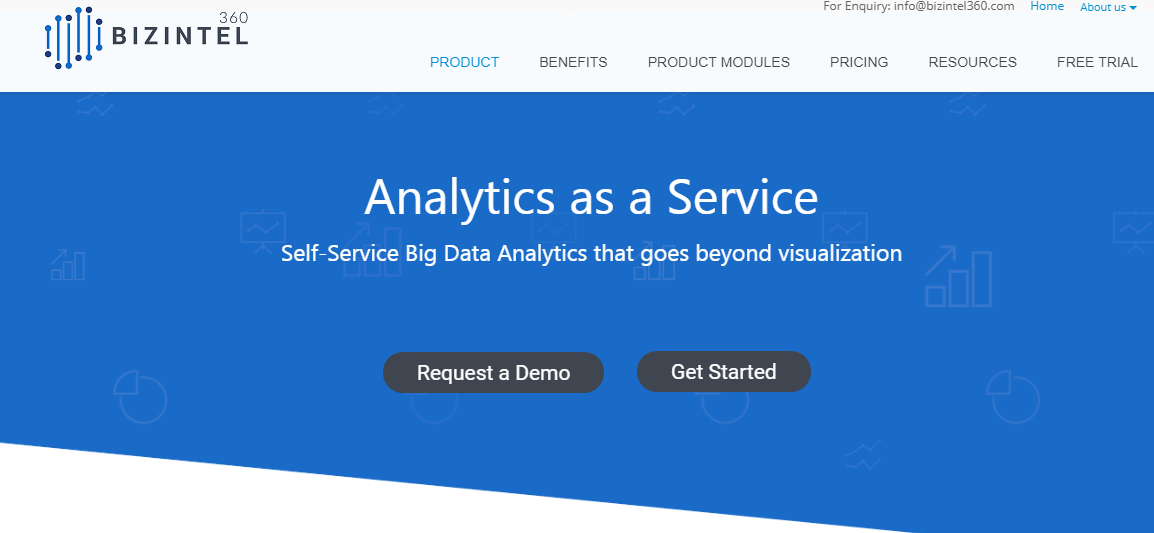 For Enquiry: info@bizintel360.com Home About us
360
BIZINTEL
PRODUCT BENEFITS PRODUCT MODULES PRICING RESOURCES FREE TRIAL
Analytics as a Service
Self-Service Big Data Analytics that goes beyond visualization
Request a Demo Get Started